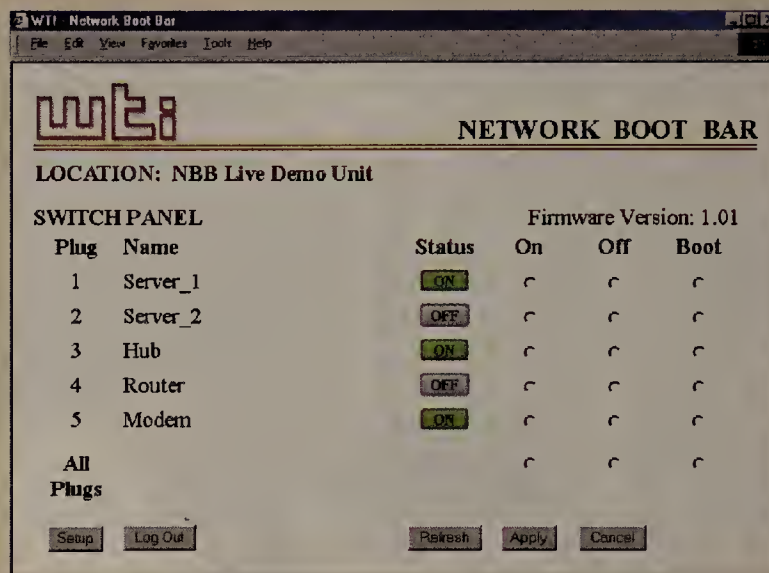 WTI - Network Boot Bar
File Edit View Favorites Tools Help
wti
NETWORK BOOT BAR
LOCATION: NBB Live Demo Unit
SWITCH PANEL Firmware Version: 1.01
Plug Name Status On Off Boot
1 Server_1 ON
2 Server_2 OFF
3 Hub ON
4 Router OFF
5 Modem ON
All
Plugs
Setup Log Out Refresh Apply Cancel